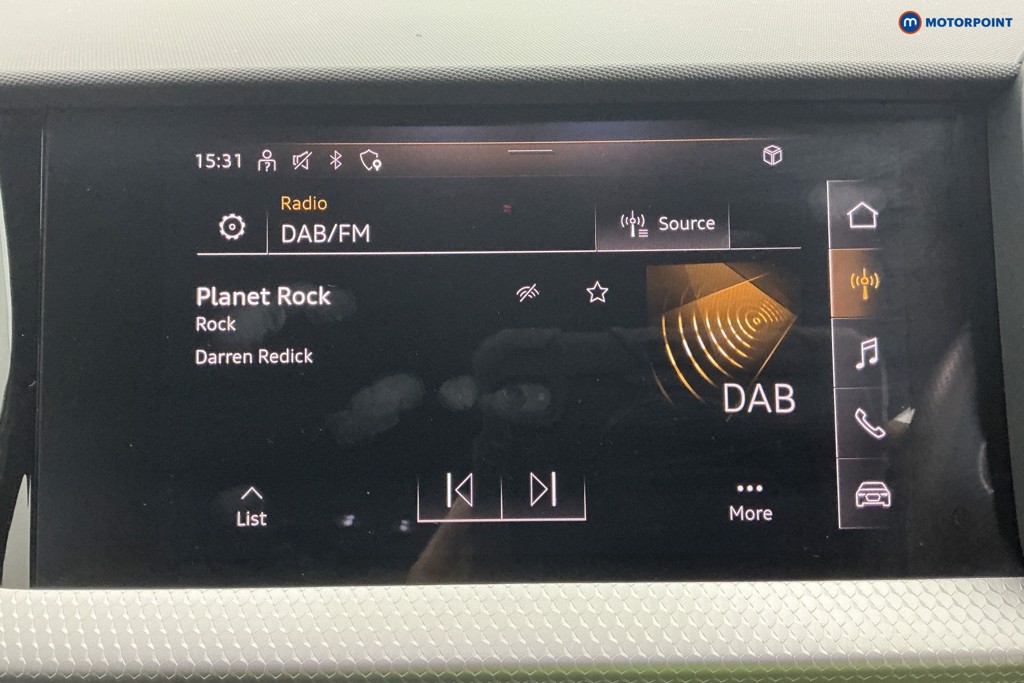 m MOTORPOINT
15:31
Radio
DAB/FM
Source
Planet Rock
Rock
Darren Redick
DAB
List
More